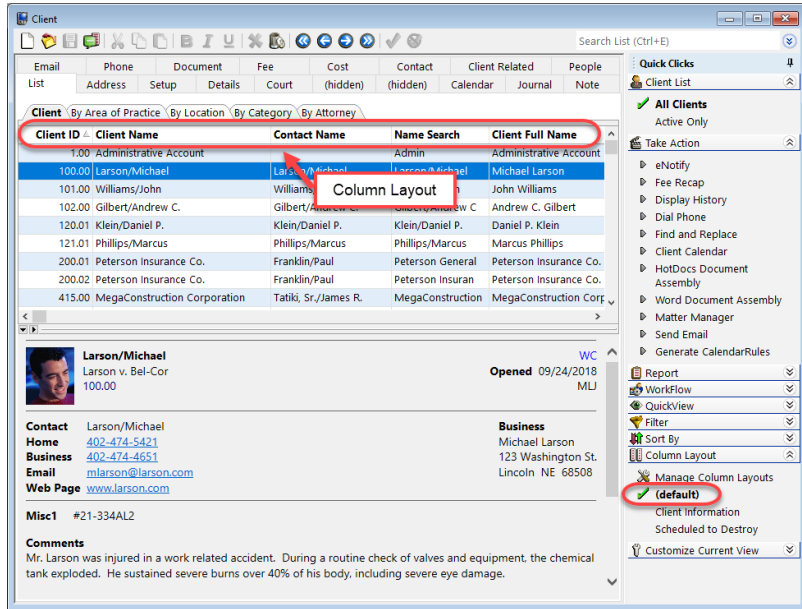 Client
B I U
Search List (Ctrl+E)
Email Phone Document Fee Cost Contact Client Related People
List Address Setup Details Court (hidden) (hidden) Calendar Journal Note
Client By Area of Practice By Location By Category By Attorney
Client ID Client Name Contact Name Name Search Client Full Name
1.00 Administrative Account Admin Administrative Account
100.00 Larson/Michael Larson/Michael Larson/Michael Michael Larson
101.00 Williams/John Williams John Williams
Column Layout
102.00 Gilbert/Andrew C. Gilbert/Andrew C. Gilbert/Andrew C Andrew C. Gilbert
120.01 Klein/Daniel P. Klein/Daniel P. Klein/Daniel P. Daniel P. Klein
121.01 Phillips/Marcus Phillips/Marcus Phillips/Marcus Marcus Phillips
200.01 Peterson Insurance Co. Franklin/Paul Peterson General Peterson Insurance Co.
200.02 Peterson Insurance Co. Franklin/Paul Peterson Insuran Peterson Insurance Co.
415.00 MegaConstruction Corporation Tatiki, Sr./James R. MegaConstruction MegaConstruction Corp
Larson/Michael WC
Larson v. Bel-Cor Opened 09/24/2018
100.00 MLJ
Contact Larson/Michael Business
Home 402-474-5421 Michael Larson
Business 402-474-4651 123 Washington St.
Email mlarson@larson.com Lincoln NE 68508
Web Page www.larson.com
Misc1 #21-334AL2
Comments
Mr. Larson was injured in a work related accident. During a routine check of valves and equipment, the chemical
tank exploded. He sustained severe burns over 40% of his body, including severe eye damage.
Quick Clicks
Client List
All Clients
Active Only
Take Action
eNotify
Fee Recap
Display History
Dial Phone
Find and Replace
Client Calendar
HotDocs Document
Assembly
Word Document Assembly
Matter Manager
Send Email
Generate CalendarRules
Report
WorkFlow
QuickView
Filter
Sort By
Column Layout
Manage Column Layouts
(default)
Client Information
Scheduled to Destroy
Customize Current View